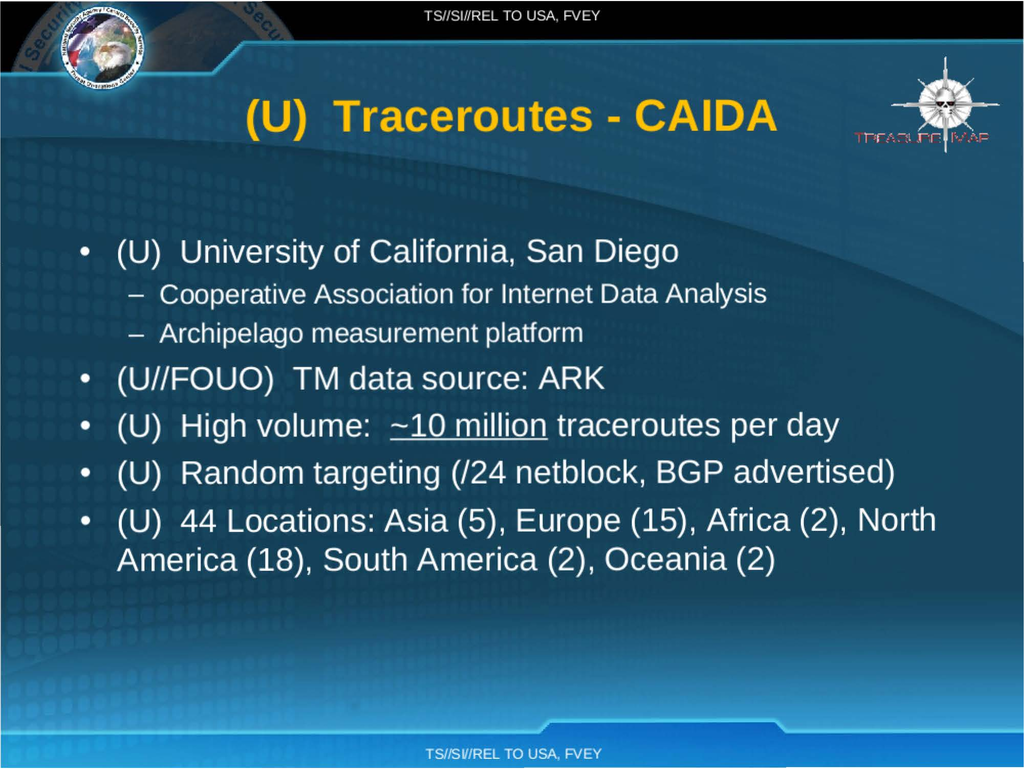 TS//SI//REL TO USA, FVEY
(U) Traceroutes - CAIDA
TREASURE MAP
• (U) University of California, San Diego
– Cooperative Association for Internet Data Analysis
– Archipelago measurement platform
• (U//FOUO) TM data source: ARK
• (U) High volume: ~10 million traceroutes per day
• (U) Random targeting (/24 netblock, BGP advertised)
• (U) 44 Locations: Asia (5), Europe (15), Africa (2), North
America (18), South America (2), Oceania (2)
TS//SI//REL TO USA, FVEY